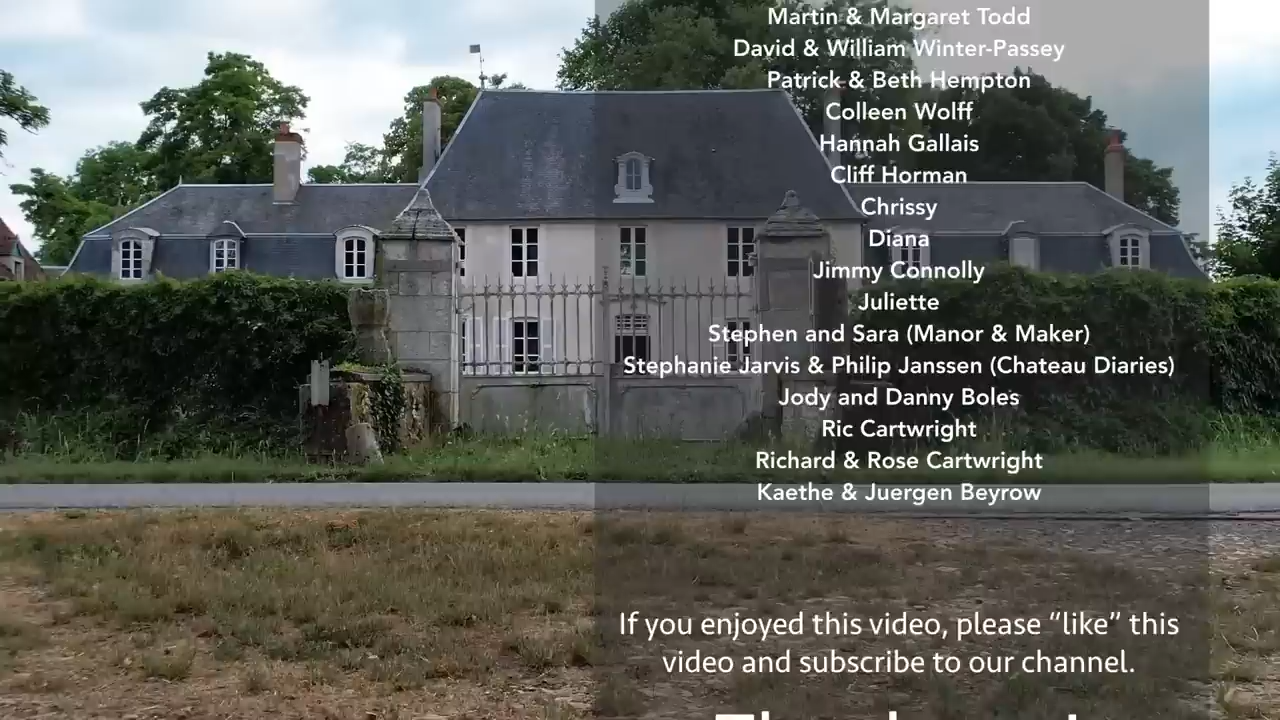 Martin & Margaret Todd
David & William Winter-Passey
Patrick & Beth Hempton
Colleen Wolff
Hannah Gallais
Cliff Horman
Chrissy
Diana
Jimmy Connolly
Juliette
Stephen and Sara (Manor & Maker)
Stephanie Jarvis & Philip Janssen (Chateau Diaries)
Jody and Danny Boles
Ric Cartwright
Richard & Rose Cartwright
Kaethe & Juergen Beyrow
If you enjoyed this video, please “like” this
video and subscribe to our channel.